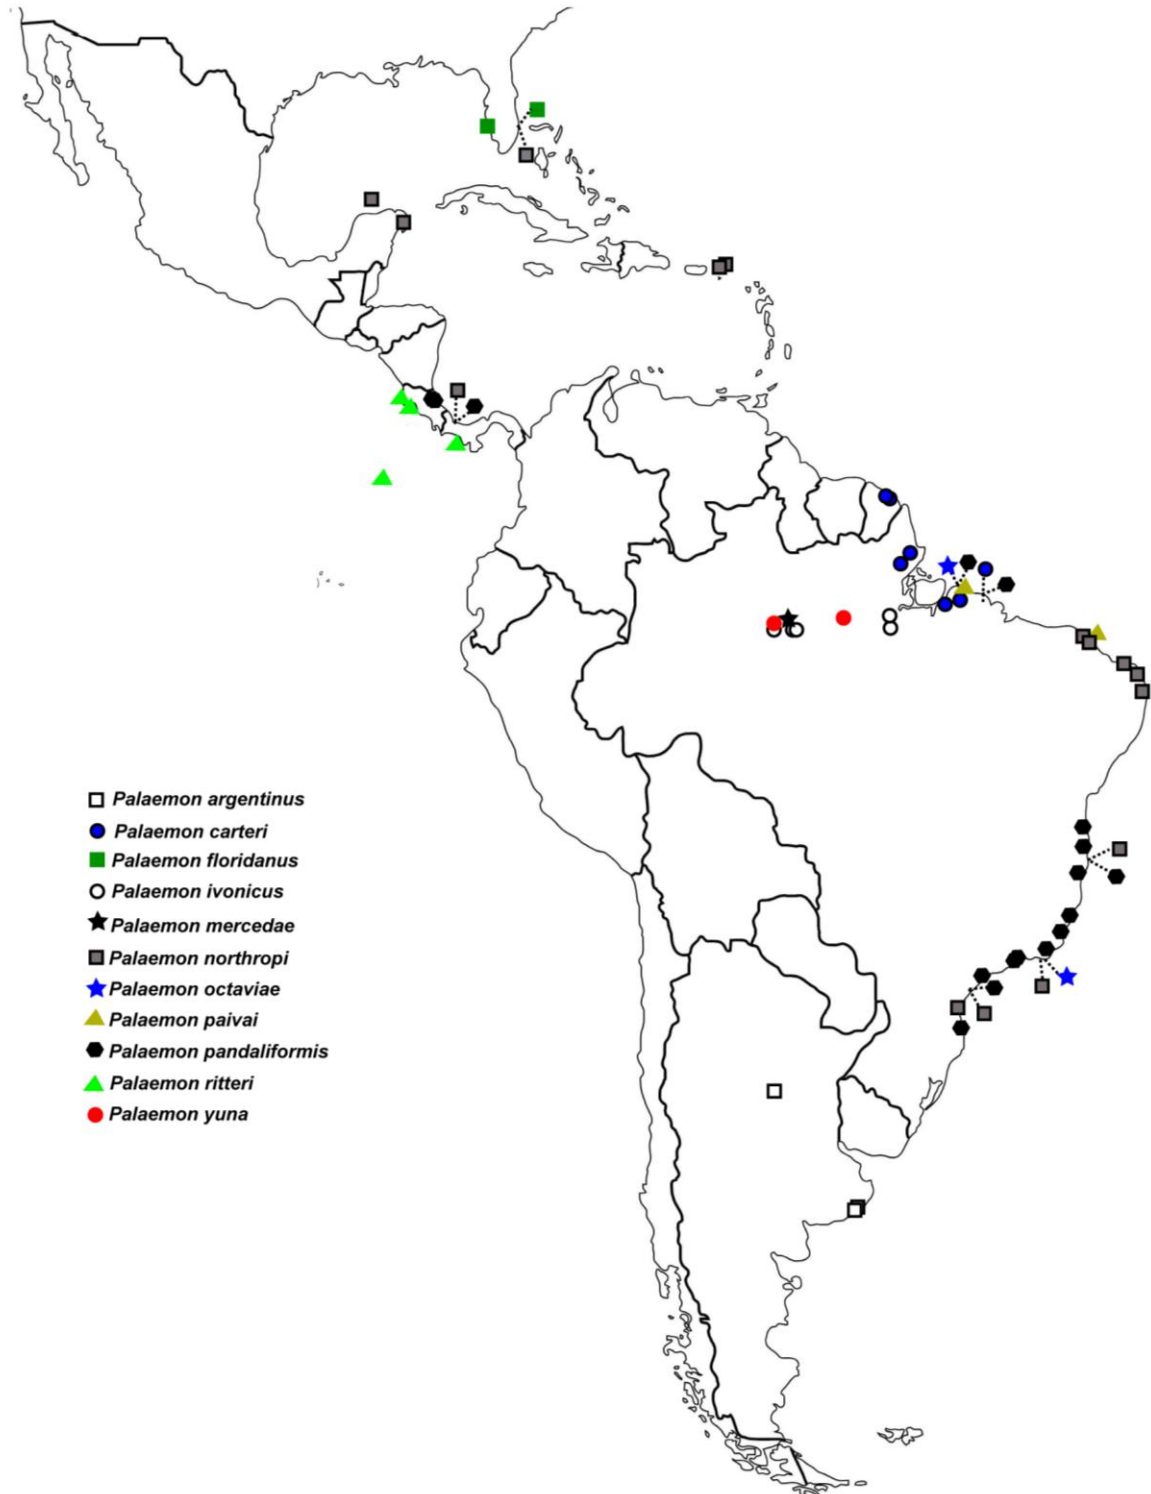 Palaemon argentinus
Palaemon carteri
Palaemon floridanus
Palaemon ivonicus
Palaemon mercedae
Palaemon northropi
Palaemon octaviae
Palaemon paivai
Palaemon pandaliformis
Palaemon ritteri
Palaemon yuna